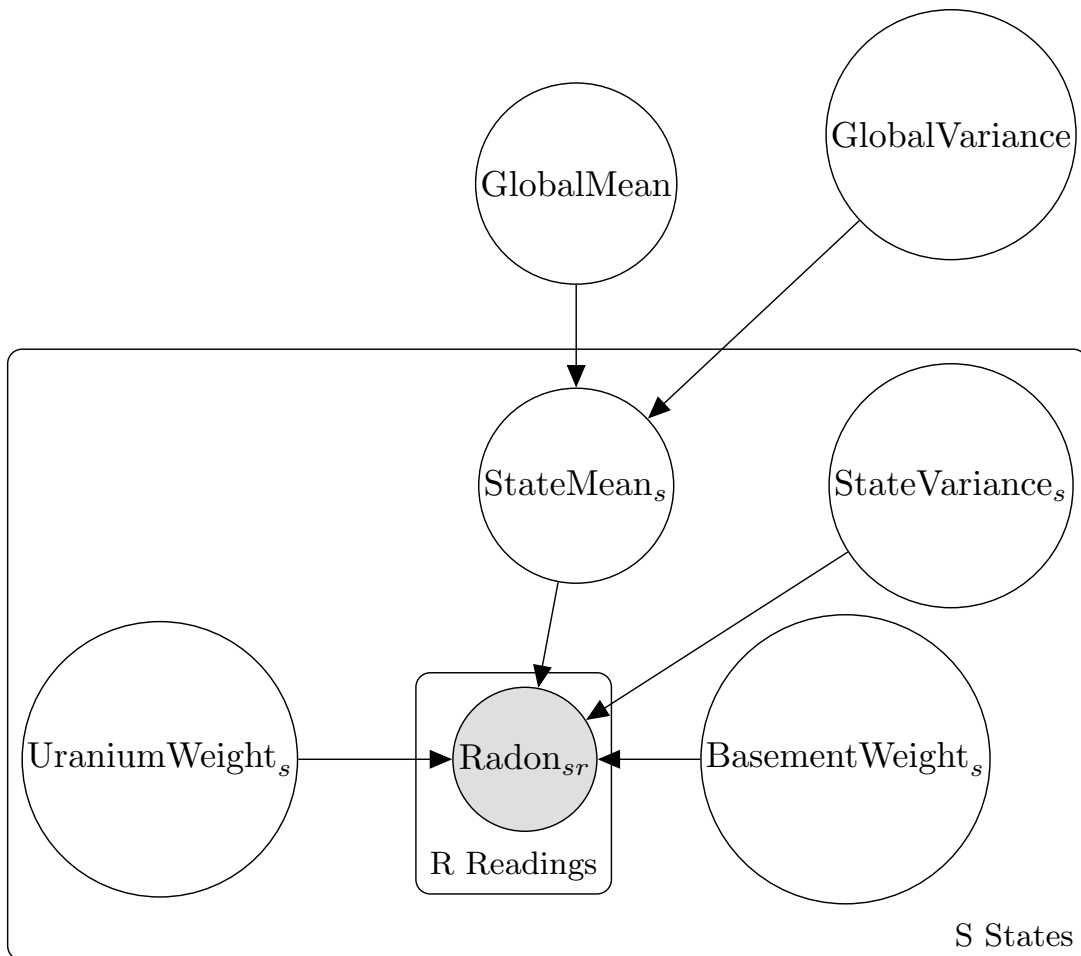 GlobalVariance
GlobalMean
StateMean_s
StateVariance_s
UraniumWeight_s
Radon_sr
BasementWeight_s
R Readings
S States